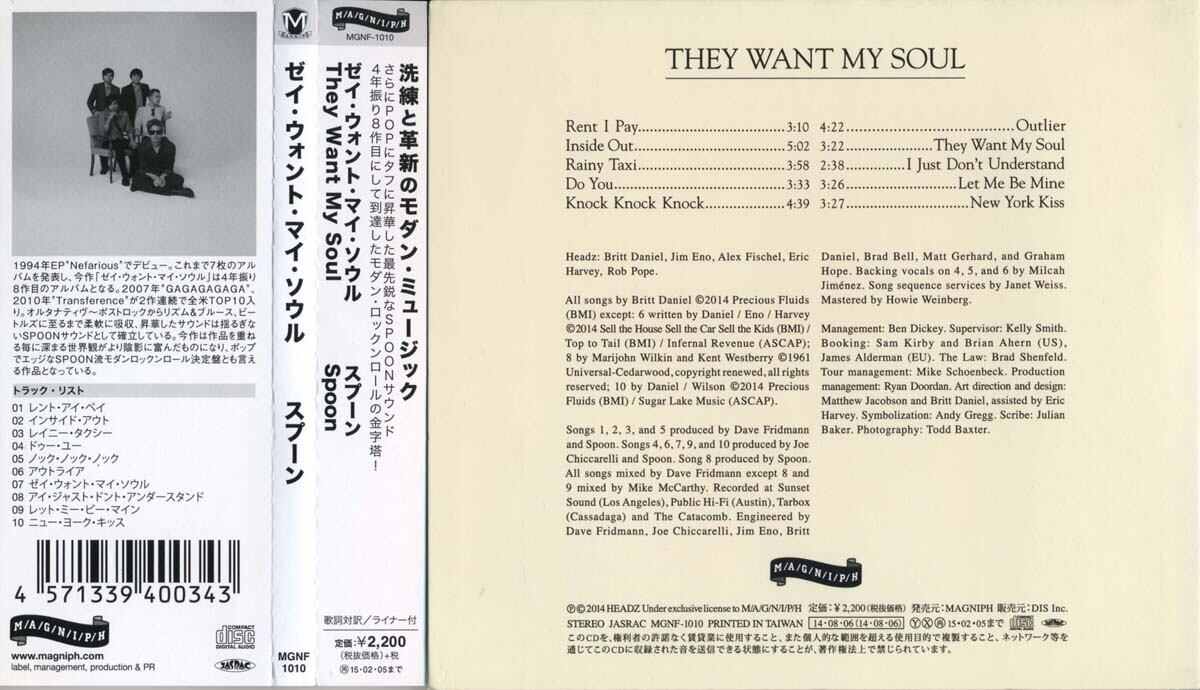 1994年EP"Nefarious"でデビュー。これまで7枚のアル
バムを発表し、今作「ゼイ・ウォント・マイ・ソウル」は4年振り
8作目のアルバムとなる。2007年"GAGAGAGAGA"、
2010年"Transference"が2作連続で全米TOP10入
り。オルタナティヴ〜ポストロックからリズム&ブルース、ビー
トルズに至るまで柔軟に吸収、昇華したサウンドは揺るぎな
いSPOONサウンドとして確立している。今作は作品を重ねる
毎に深まる世界観がより陰影に富んだものになり、ポップ
でエッジなSPOON流モダンロックンロール決定盤とも言え
る作品となっている。
トラック・リスト
01 レント・アイ・ペイ
02 インサイド・アウト
03 レイニー・タクシー
04 ドゥー・ユー
05 ノック・ノック・ノック
06 アウトライア
07 ゼイ・ウォント・マイ・ソウル
08 アイ・ジャスト・ドント・アンダースタンド
09 レット・ミー・ビー・マイン
10 ニュー・ヨーク・キッス
4 571339 400343
M/A/G/N/I/P/H
www.magniph.com
label, management, production & PR
COMPACT
disc
DIGITAL AUDIO
JASRAC
M
MAGNIPH
ゼイ・ウォント・マイ・ソウル スプーン
MGNF
1010
M/A/G/N/I/P/H
MGNF-1010
洗練と革新のモダン・ミュージック
さらにPOPにタフに昇華した最先鋭なSPOONサウンド
4年振り8作目にして到達したモダン・ロックンロールの金字塔！
ゼイ・ウォント・マイ・ソウル スプーン
They Want My Soul Spoon
歌詞対訳／ライナー付
定価:¥2,200
(税抜価格)+税
15・02・05まで
THEY WANT MY SOUL
Rent I Pay 3:10 4:22 Outlier
Inside Out 5:02 3:22 They Want My Soul
Rainy Taxi 3:58 2:38 I Just Don't Understand
Do You 3:33 3:26 Let Me Be Mine
Knock Knock Knock 4:39 3:27 New York Kiss
Headz: Britt Daniel, Jim Eno, Alex Fischel, Eric
Harvey, Rob Pope.
All songs by Britt Daniel ©2014 Precious Fluids
(BMI) except: 6 written by Daniel / Eno / Harvey
©2014 Sell the House Sell the Car Sell the Kids (BMI) /
Top to Tail (BMI) / Infernal Revenue (ASCAP);
8 by Marijohn Wilkin and Kent Westberry ©1961
Universal-Cedarwood, copyright renewed, all rights
reserved; 10 by Daniel / Wilson ©2014 Precious
Fluids (BMI) / Sugar Lake Music (ASCAP).
Songs 1, 2, 3, and 5 produced by Dave Fridmann
and Spoon. Songs 4, 6, 7, 9, and 10 produced by Joe
Chiccarelli and Spoon. Song 8 produced by Spoon.
All songs mixed by Dave Fridmann except 8 and
9 mixed by Mike McCarthy. Recorded at Sunset
Sound (Los Angeles), Public Hi-Fi (Austin), Tarbox
(Cassadaga) and The Catacomb. Engineered by
Dave Fridmann, Joe Chiccarelli, Jim Eno, Britt
Daniel, Brad Bell, Matt Gerhard, and Graham
Hope. Backing vocals on 4, 5, and 6 by Milcah
Jiménez. Song sequence services by Janet Weiss.
Mastered by Howie Weinberg.
Management: Ben Dickey. Supervisor: Kelly Smith.
Booking: Sam Kirby and Brian Ahern (US),
James Alderman (EU). The Law: Brad Shenfeld.
Tour management: Mike Schoenbeck. Production
management: Ryan Doordan. Art direction and design:
Matthew Jacobson and Britt Daniel, assisted by Eric
Harvey. Symbolization: Andy Gregg. Scribe: Julian
Baker. Photography: Todd Baxter.
M/A/G/N/I/P/H
℗©2014 HEADZ Under exclusive license to M/A/G/N/I/P/H 定価:¥2,200(税抜価格) 発売元:MAGNIPH 販売元:DIS Inc.
STEREO JASRAC MGNF-1010 PRINTED IN TAIWAN 14・08・06 (14・08・06) Ⓨ Ⓧ 15・02・05まで
このCDを、権利者の許諾なく賃貸業に使用すること、また個人的な範囲を超える使用目的で複製すること、ネットワーク等を
通じてこのCDに収録された音を送信できる状態にすることが、著作権法上で禁じられています。